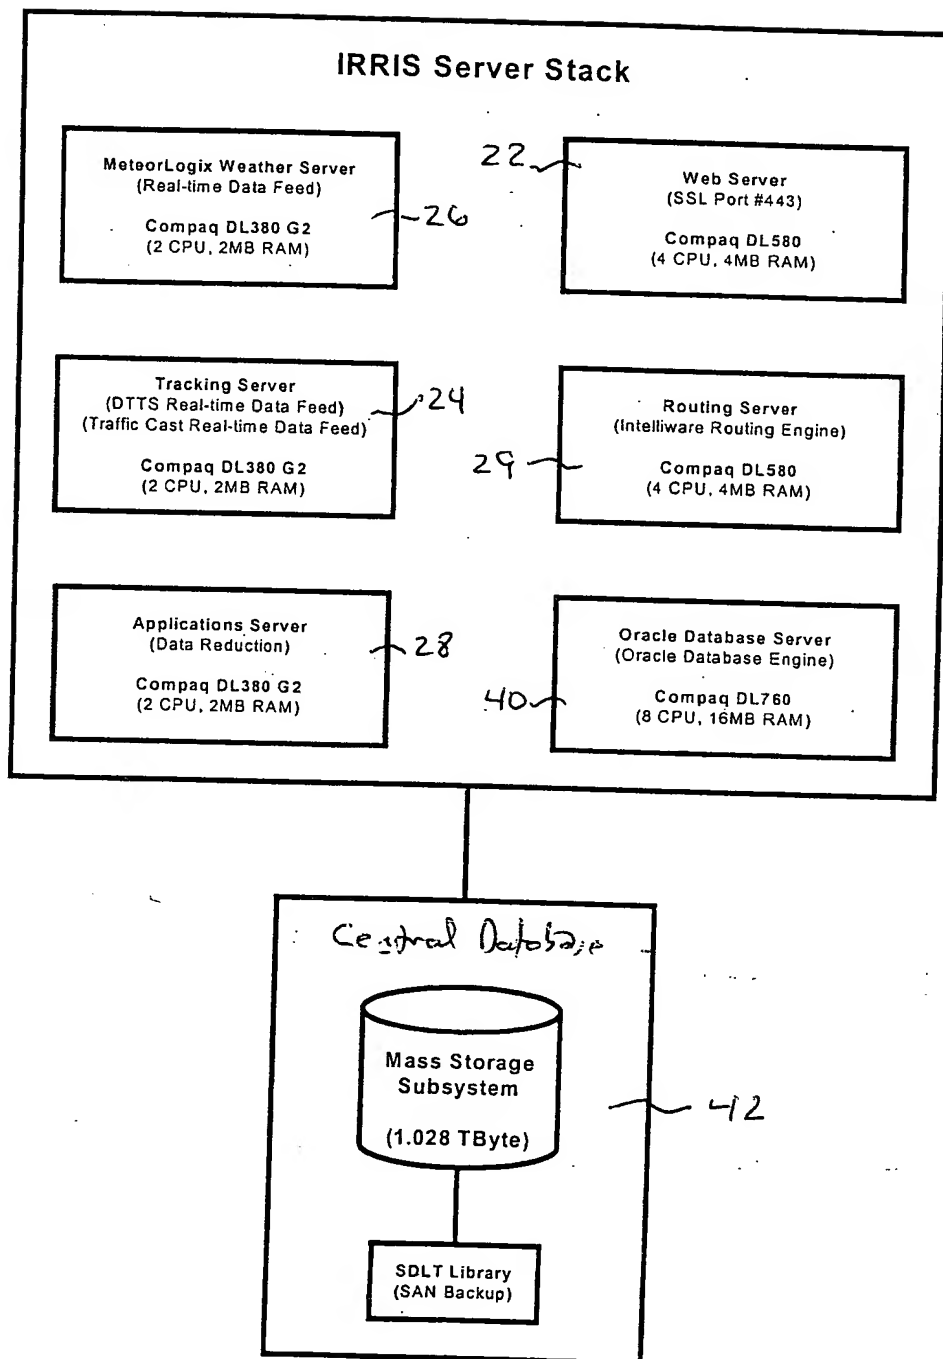 IRRIS Server Stack
MeteorLogix Weather Server
(Real-time Data Feed)
Compaq DL380 G2
(2 CPU, 2MB RAM)
26
22
Web Server
(SSL Port #443)
Compaq DL580
(4 CPU, 4MB RAM)
Tracking Server
(DTTS Real-time Data Feed)
(Traffic Cast Real-time Data Feed)
Compaq DL380 G2
(2 CPU, 2MB RAM)
24
29
Routing Server
(Intelliware Routing Engine)
Compaq DL580
(4 CPU, 4MB RAM)
Applications Server
(Data Reduction)
Compaq DL380 G2
(2 CPU, 2MB RAM)
28
40
Oracle Database Server
(Oracle Database Engine)
Compaq DL760
(8 CPU, 16MB RAM)
Central Database
Mass Storage
Subsystem
(1.028 TByte)
42
SDLT Library
(SAN Backup)